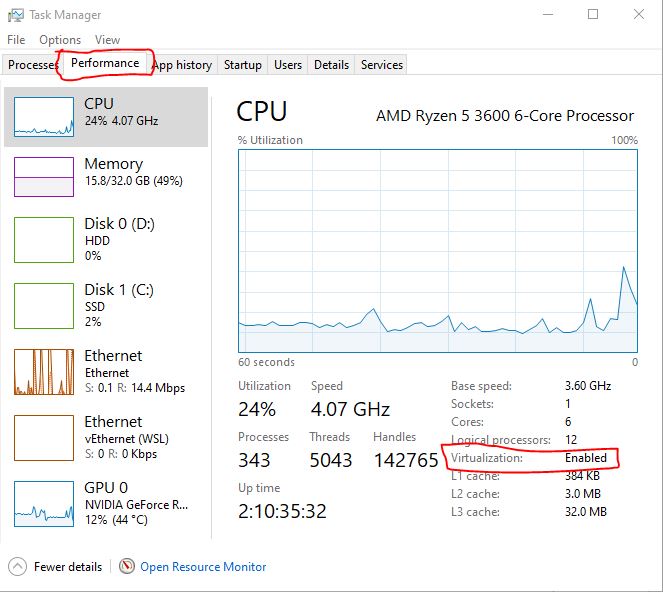 Task Manager
File Options View
Processes Performance App history Startup Users Details Services
CPU
24% 4.07 GHz
Memory
15.8/32.0 GB (49%)
Disk 0 (D:)
HDD
0%
Disk 1 (C:)
SSD
2%
Ethernet
S: 0.1 R: 14.4 Mbps
Ethernet
vEthernet (WSL)
S: 0 R: 0 Kbps
GPU 0
NVIDIA GeForce R...
12% (44 °C)
CPU AMD Ryzen 5 3600 6-Core Processor
% Utilization 100%
60 seconds 0
Utilization Speed
24% 4.07 GHz
Processes Threads Handles
343 5043 142765
Up time
2:10:35:32
Base speed: 3.60 GHz
Sockets: 1
Cores: 6
Logical processors: 12
Virtualization: Enabled
L1 cache: 384 KB
L2 cache: 3.0 MB
L3 cache: 32.0 MB
Fewer details Open Resource Monitor